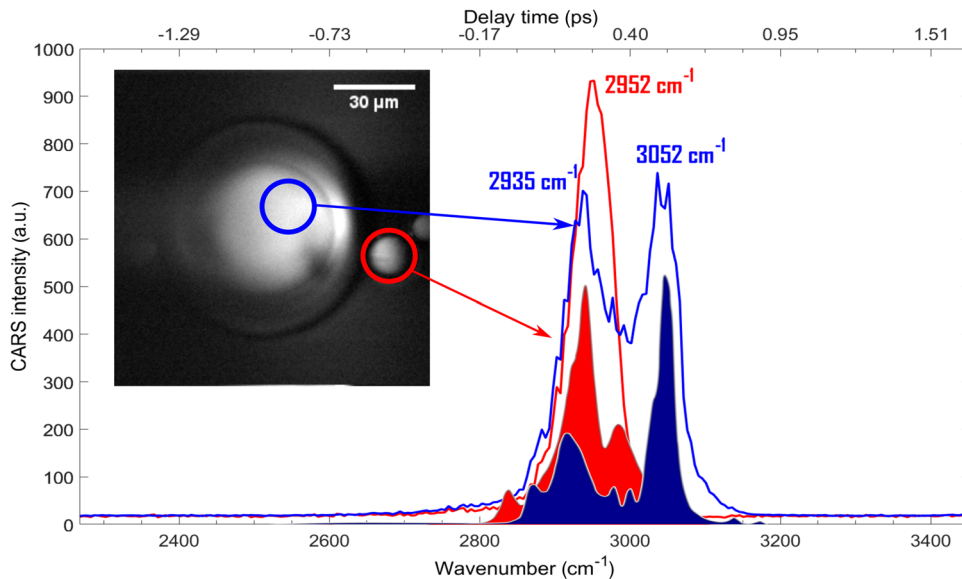 Delay time (ps)
-1.29 -0.73 -0.17 0.40 0.95 1.51
1000
900
800
700
600
500
400
300
200
100
0
CARS intensity (a.u.)
30 µm
2952 cm-1
2935 cm-1
3052 cm-1
2400 2600 2800 3000 3200 3400
Wavenumber (cm-1)